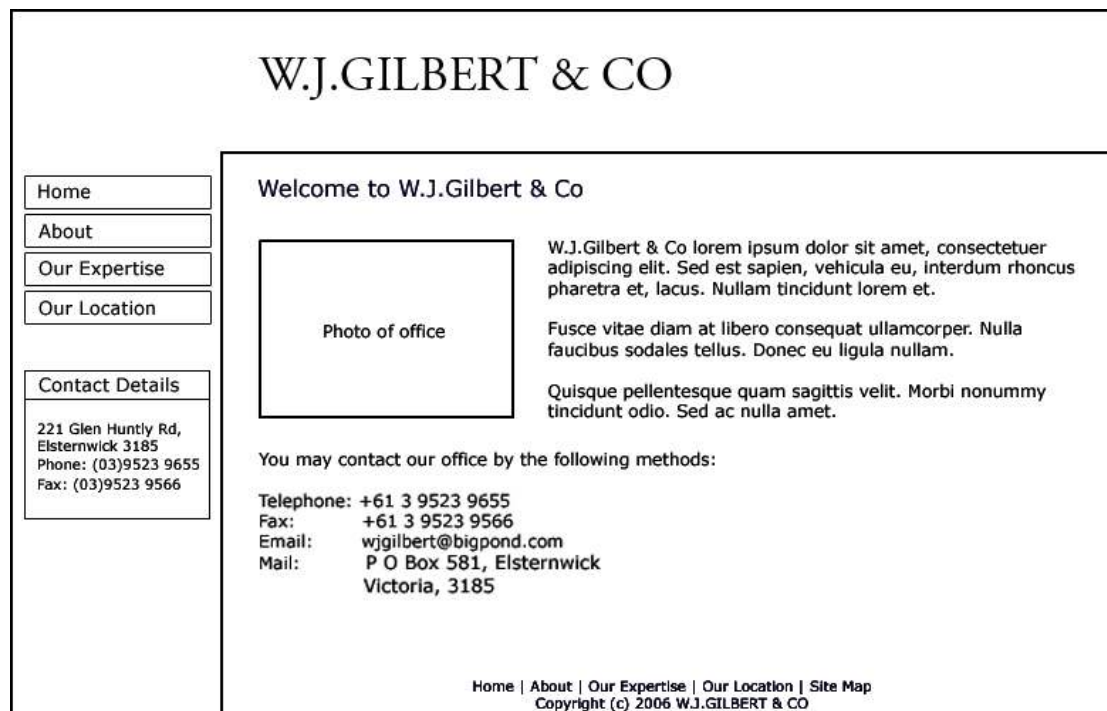 W.J.GILBERT & CO
Home
About
Our Expertise
Our Location
Contact Details
221 Glen Huntly Rd,
Elsternwick 3185
Phone: (03)9523 9655
Fax: (03)9523 9566
Welcome to W.J.Gilbert & Co
Photo of office
W.J.Gilbert & Co lorem ipsum dolor sit amet, consectetuer
adipiscing elit. Sed est sapien, vehicula eu, interdum rhoncus
pharetra et, lacus. Nullam tincidunt lorem et.
Fusce vitae diam at libero consequat ullamcorper. Nulla
faucibus sodales tellus. Donec eu ligula nullam.
Quisque pellentesque quam sagittis velit. Morbi nonummy
tincidunt odio. Sed ac nulla amet.
You may contact our office by the following methods:
Telephone: +61 3 9523 9655
Fax: +61 3 9523 9566
Email: wjgilbert@bigpond.com
Mail: P O Box 581, Elsternwick
Victoria, 3185
Home | About | Our Expertise | Our Location | Site Map
Copyright (c) 2006 W.J.GILBERT & CO